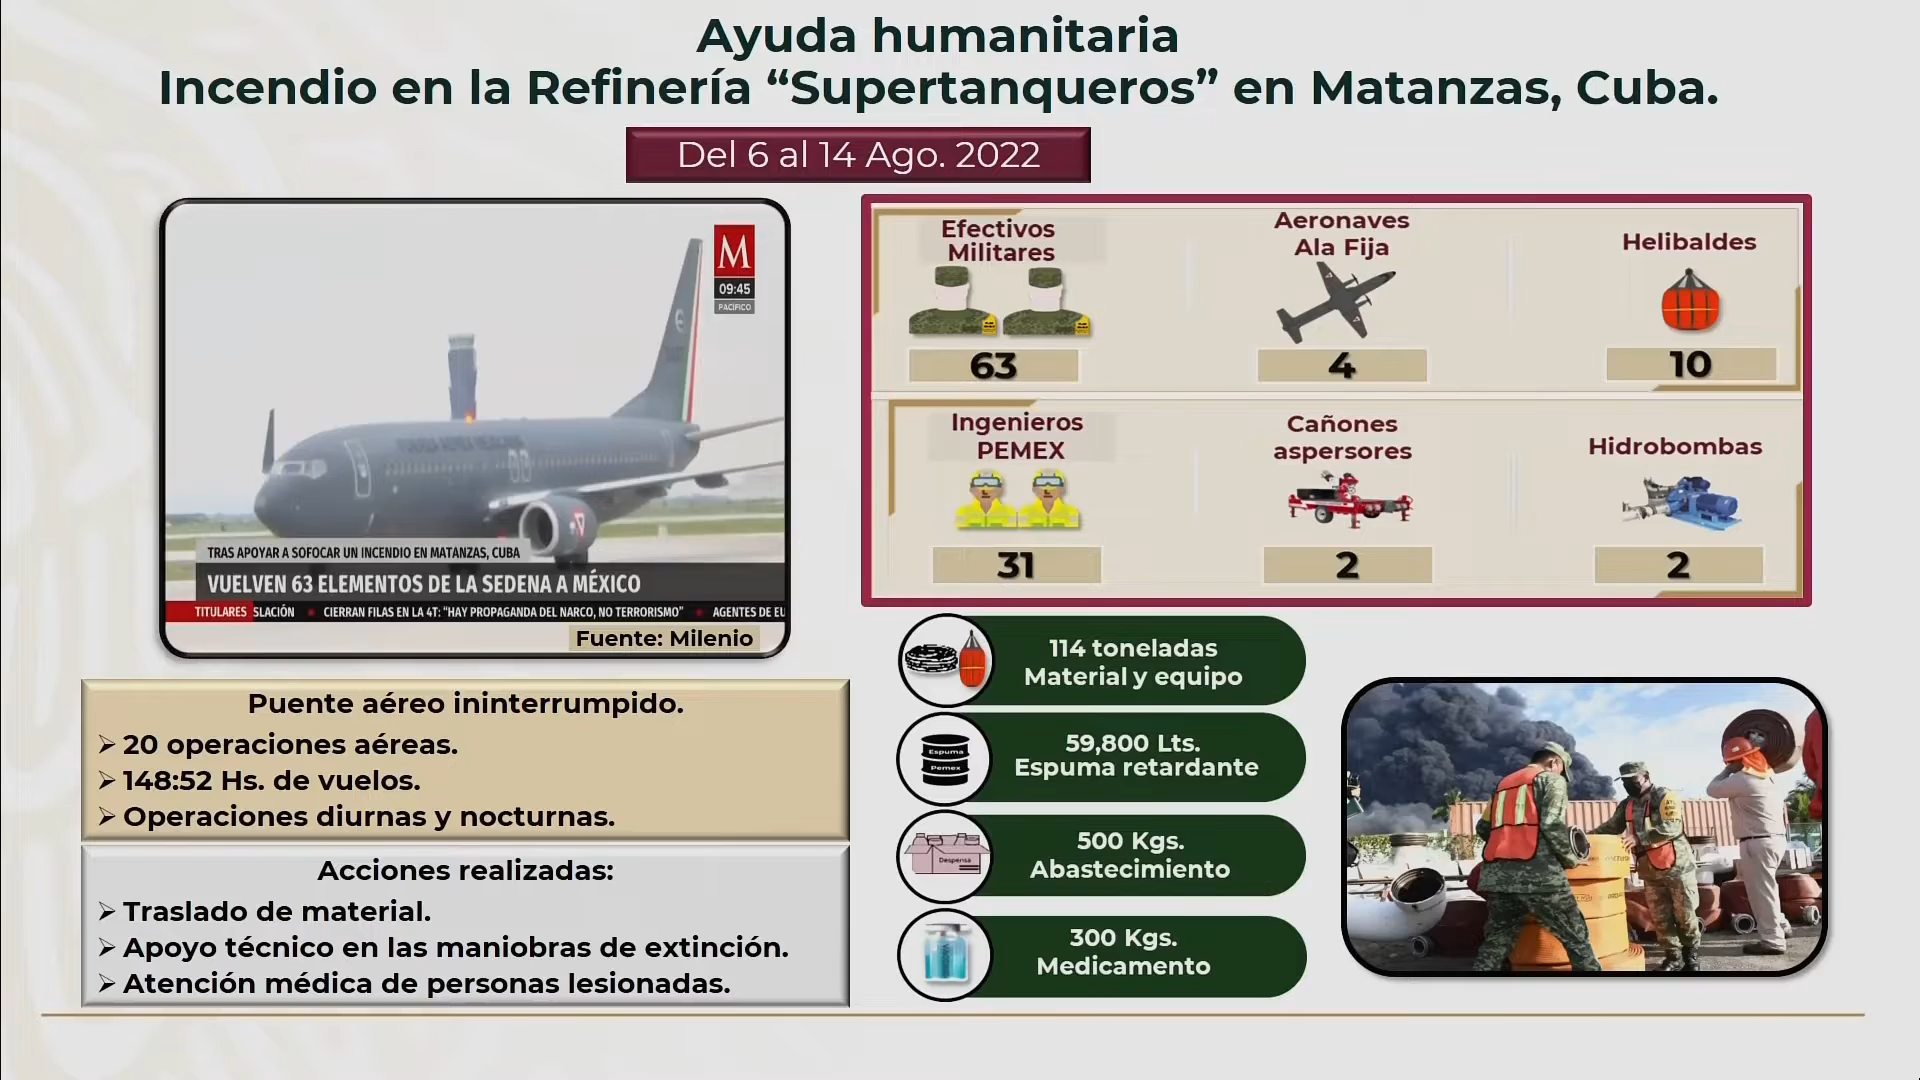 Ayuda humanitaria
Incendio en la Refinería “Supertanqueros” en Matanzas, Cuba.
Del 6 al 14 Ago. 2022
M
09:45
PACÍFICO
TRAS APOYAR A SOFOCAR UN INCENDIO EN MATANZAS, CUBA
VUELVEN 63 ELEMENTOS DE LA SEDENA A MÉXICO
TITULARES SLACIÓN CIERRAN FILAS EN LA 4T: “HAY PROPAGANDA DEL NARCO, NO TERRORISMO” AGENTES DE EU
Fuente: Milenio
Puente aéreo ininterrumpido.
➢ 20 operaciones aéreas.
➢ 148:52 Hs. de vuelos.
➢ Operaciones diurnas y nocturnas.
Acciones realizadas:
➢ Traslado de material.
➢ Apoyo técnico en las maniobras de extinción.
➢ Atención médica de personas lesionadas.
Efectivos
Militares
63
Aeronaves
Ala Fija
4
Helibaldes
10
Ingenieros
PEMEX
31
Cañones
aspersores
2
Hidrobombas
2
114 toneladas
Material y equipo
Espuma
Pemex
59,800 Lts.
Espuma retardante
Despensa
500 Kgs.
Abastecimiento
300 Kgs.
Medicamento